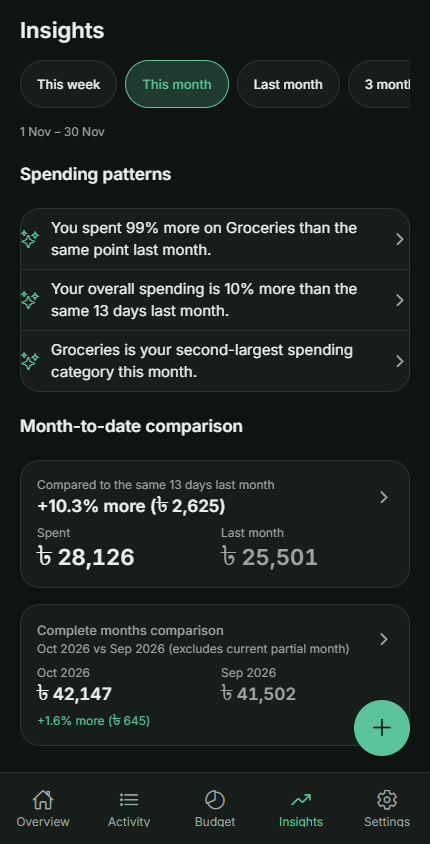 Insights
This week
This month
Last month
3 mont
1 Nov – 30 Nov
Spending patterns
You spent 99% more on Groceries than the
same point last month.
Your overall spending is 10% more than the
same 13 days last month.
Groceries is your second-largest spending
category this month.
Month-to-date comparison
Compared to the same 13 days last month
+10.3% more (৳ 2,625)
Spent
Last month
৳ 28,126
৳ 25,501
Complete months comparison
Oct 2026 vs Sep 2026 (excludes current partial month)
Oct 2026
Sep 2026
৳ 42,147
৳ 41,502
+1.6% more (৳ 645)
Overview
Activity
Budget
Insights
Settings